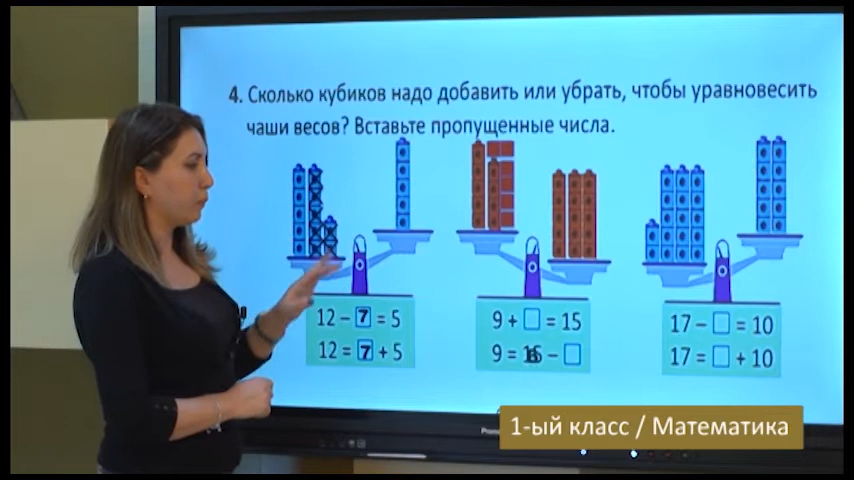 4. Сколько кубиков надо добавить или убрать, чтобы уравновесить
чаши весов? Вставьте пропущенные числа.
12 – 7 = 5
12 = 7 + 5
9 + □ = 15
9 = 15 – □
17 – □ = 10
17 = □ + 10
1-ый класс / Математика